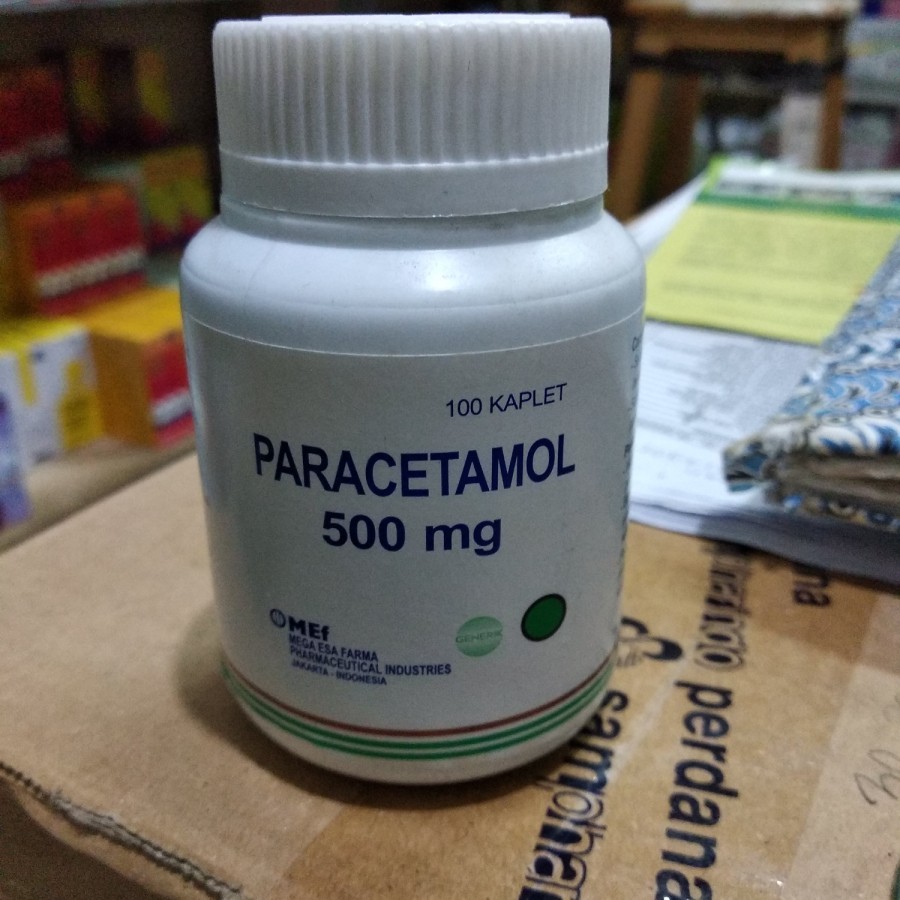 100 KAPLET
PARACETAMOL
500 mg
MEf
MEGA ESA FARMA
PHARMACEUTICAL INDUSTRIES
JAKARTA - INDONESIA
GENERIK
perdana